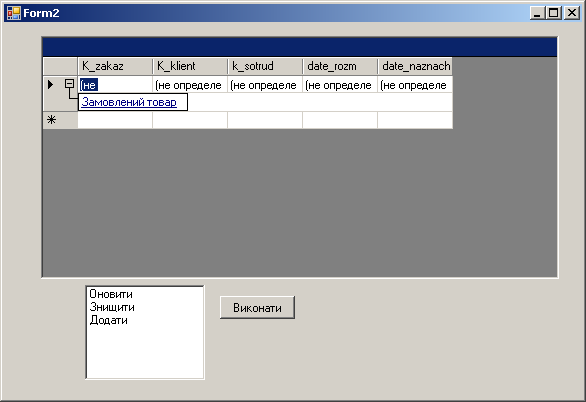 Form2
K_zakaz K_klient k_sotrud date_rozm date_naznach
(не (не определе (не определе (не определе (не определе
Замовлений товар
Оновити
Знищити
Додати
Виконати